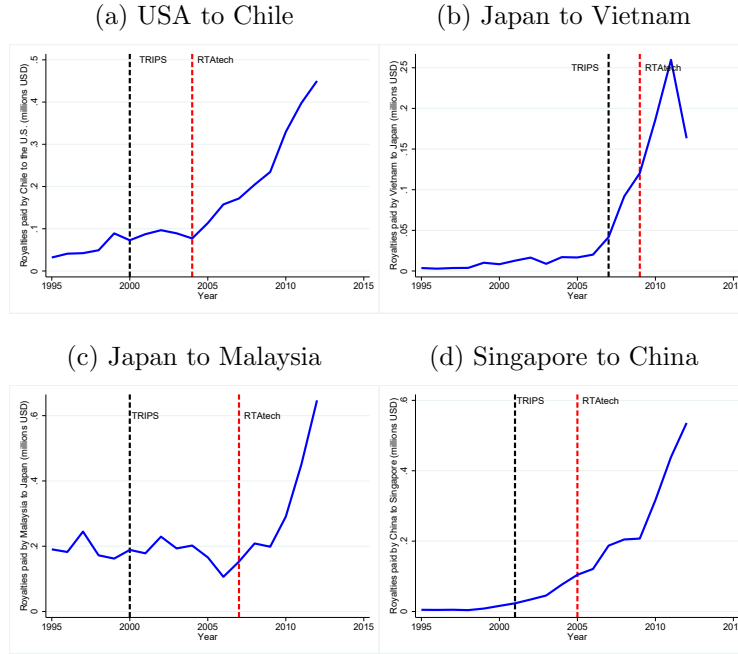 (a) USA to Chile
Royalties paid by Chile to the U.S. (millions USD)
.5
.4
.3
.2
.1
0
TRIPS
RTAtech
1995
2000
2005
2010
2015
Year
(b) Japan to Vietnam
Royalties paid by Vietnam to Japan (millions USD)
.25
.2
.15
.1
.05
0
TRIPS
RTAtech
1995
2000
2005
2010
2015
Year
(c) Japan to Malaysia
Royalties paid by Malaysia to Japan (millions USD)
.6
.4
.2
0
TRIPS
RTAtech
1995
2000
2005
2010
2015
Year
(d) Singapore to China
Royalties paid by China to Singapore (millions USD)
.6
.4
.2
0
TRIPS
RTAtech
1995
2000
2005
2010
2015
Year